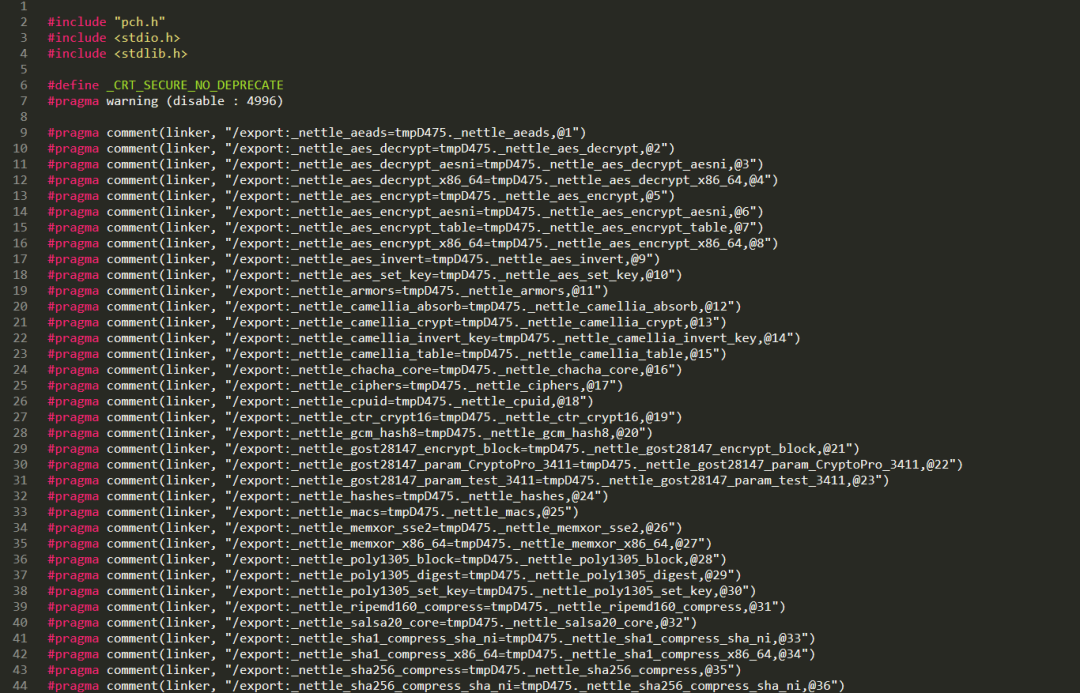 1
2 #include "pch.h"
3 #include <stdio.h>
4 #include <stdlib.h>
5
6 #define _CRT_SECURE_NO_DEPRECATE
7 #pragma warning (disable : 4996)
8
9 #pragma comment(linker, "/export:_nettle_aeads=tmpD475._nettle_aeads,@1")
10 #pragma comment(linker, "/export:_nettle_aes_decrypt=tmpD475._nettle_aes_decrypt,@2")
11 #pragma comment(linker, "/export:_nettle_aes_decrypt_aesni=tmpD475._nettle_aes_decrypt_aesni,@3")
12 #pragma comment(linker, "/export:_nettle_aes_decrypt_x86_64=tmpD475._nettle_aes_decrypt_x86_64,@4")
13 #pragma comment(linker, "/export:_nettle_aes_encrypt=tmpD475._nettle_aes_encrypt,@5")
14 #pragma comment(linker, "/export:_nettle_aes_encrypt_aesni=tmpD475._nettle_aes_encrypt_aesni,@6")
15 #pragma comment(linker, "/export:_nettle_aes_encrypt_table=tmpD475._nettle_aes_encrypt_table,@7")
16 #pragma comment(linker, "/export:_nettle_aes_encrypt_x86_64=tmpD475._nettle_aes_encrypt_x86_64,@8")
17 #pragma comment(linker, "/export:_nettle_aes_invert=tmpD475._nettle_aes_invert,@9")
18 #pragma comment(linker, "/export:_nettle_aes_set_key=tmpD475._nettle_aes_set_key,@10")
19 #pragma comment(linker, "/export:_nettle_armors=tmpD475._nettle_armors,@11")
20 #pragma comment(linker, "/export:_nettle_camellia_absorb=tmpD475._nettle_camellia_absorb,@12")
21 #pragma comment(linker, "/export:_nettle_camellia_crypt=tmpD475._nettle_camellia_crypt,@13")
22 #pragma comment(linker, "/export:_nettle_camellia_invert_key=tmpD475._nettle_camellia_invert_key,@14")
23 #pragma comment(linker, "/export:_nettle_camellia_table=tmpD475._nettle_camellia_table,@15")
24 #pragma comment(linker, "/export:_nettle_chacha_core=tmpD475._nettle_chacha_core,@16")
25 #pragma comment(linker, "/export:_nettle_ciphers=tmpD475._nettle_ciphers,@17")
26 #pragma comment(linker, "/export:_nettle_cpuid=tmpD475._nettle_cpuid,@18")
27 #pragma comment(linker, "/export:_nettle_ctr_crypt16=tmpD475._nettle_ctr_crypt16,@19")
28 #pragma comment(linker, "/export:_nettle_gcm_hash8=tmpD475._nettle_gcm_hash8,@20")
29 #pragma comment(linker, "/export:_nettle_gost28147_encrypt_block=tmpD475._nettle_gost28147_encrypt_block,@21")
30 #pragma comment(linker, "/export:_nettle_gost28147_param_CryptoPro_3411=tmpD475._nettle_gost28147_param_CryptoPro_3411,@22")
31 #pragma comment(linker, "/export:_nettle_gost28147_param_test_3411=tmpD475._nettle_gost28147_param_test_3411,@23")
32 #pragma comment(linker, "/export:_nettle_hashes=tmpD475._nettle_hashes,@24")
33 #pragma comment(linker, "/export:_nettle_macs=tmpD475._nettle_macs,@25")
34 #pragma comment(linker, "/export:_nettle_memxor_sse2=tmpD475._nettle_memxor_sse2,@26")
35 #pragma comment(linker, "/export:_nettle_memxor_x86_64=tmpD475._nettle_memxor_x86_64,@27")
36 #pragma comment(linker, "/export:_nettle_poly1305_block=tmpD475._nettle_poly1305_block,@28")
37 #pragma comment(linker, "/export:_nettle_poly1305_digest=tmpD475._nettle_poly1305_digest,@29")
38 #pragma comment(linker, "/export:_nettle_poly1305_set_key=tmpD475._nettle_poly1305_set_key,@30")
39 #pragma comment(linker, "/export:_nettle_ripemd160_compress=tmpD475._nettle_ripemd160_compress,@31")
40 #pragma comment(linker, "/export:_nettle_salsa20_core=tmpD475._nettle_salsa20_core,@32")
41 #pragma comment(linker, "/export:_nettle_sha1_compress_sha_ni=tmpD475._nettle_sha1_compress_sha_ni,@33")
42 #pragma comment(linker, "/export:_nettle_sha1_compress_x86_64=tmpD475._nettle_sha1_compress_x86_64,@34")
43 #pragma comment(linker, "/export:_nettle_sha256_compress=tmpD475._nettle_sha256_compress,@35")
44 #pragma comment(linker, "/export:_nettle_sha256_compress_sha_ni=tmpD475._nettle_sha256_compress_sha_ni,@36")